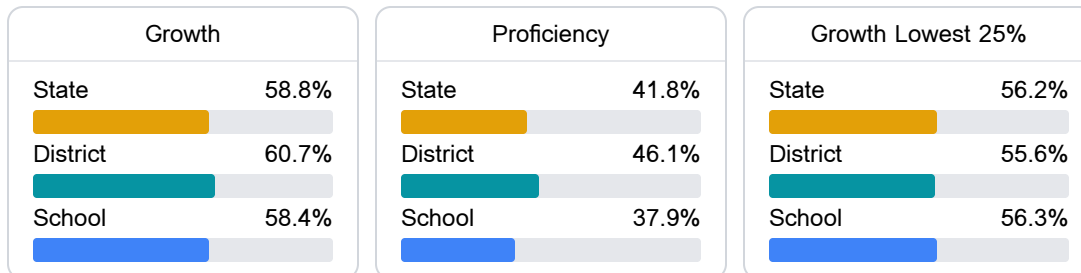 Growth
State 58.8%
District 60.7%
School 58.4%
Proficiency
State 41.8%
District 46.1%
School 37.9%
Growth Lowest 25%
State 56.2%
District 55.6%
School 56.3%